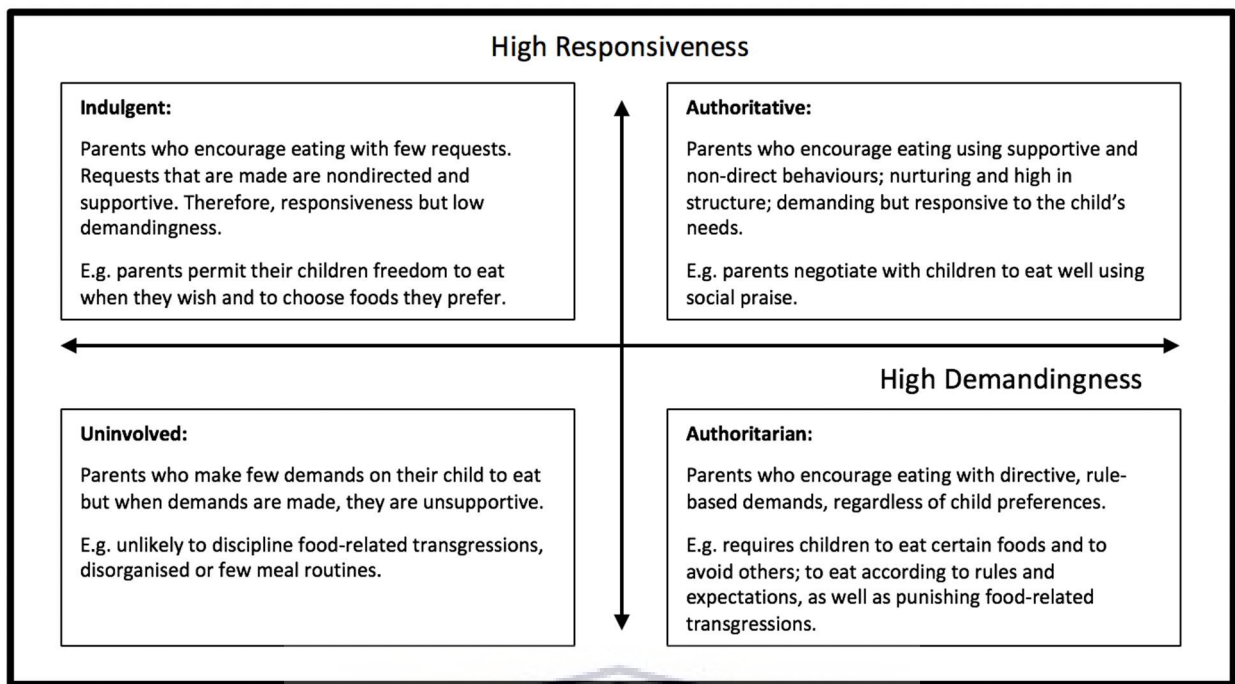 High Responsiveness
Indulgent:
Parents who encourage eating with few requests.
Requests that are made are nondirected and
supportive. Therefore, responsiveness but low
demandingness.
E.g. parents permit their children freedom to eat
when they wish and to choose foods they prefer.
Authoritative:
Parents who encourage eating using supportive and
non-direct behaviours; nurturing and high in
structure; demanding but responsive to the child’s
needs.
E.g. parents negotiate with children to eat well using
social praise.
High Demandingness
Uninvolved:
Parents who make few demands on their child to eat
but when demands are made, they are unsupportive.
E.g. unlikely to discipline food-related transgressions,
disorganised or few meal routines.
Authoritarian:
Parents who encourage eating with directive, rule-
based demands, regardless of child preferences.
E.g. requires children to eat certain foods and to
avoid others; to eat according to rules and
expectations, as well as punishing food-related
transgressions.